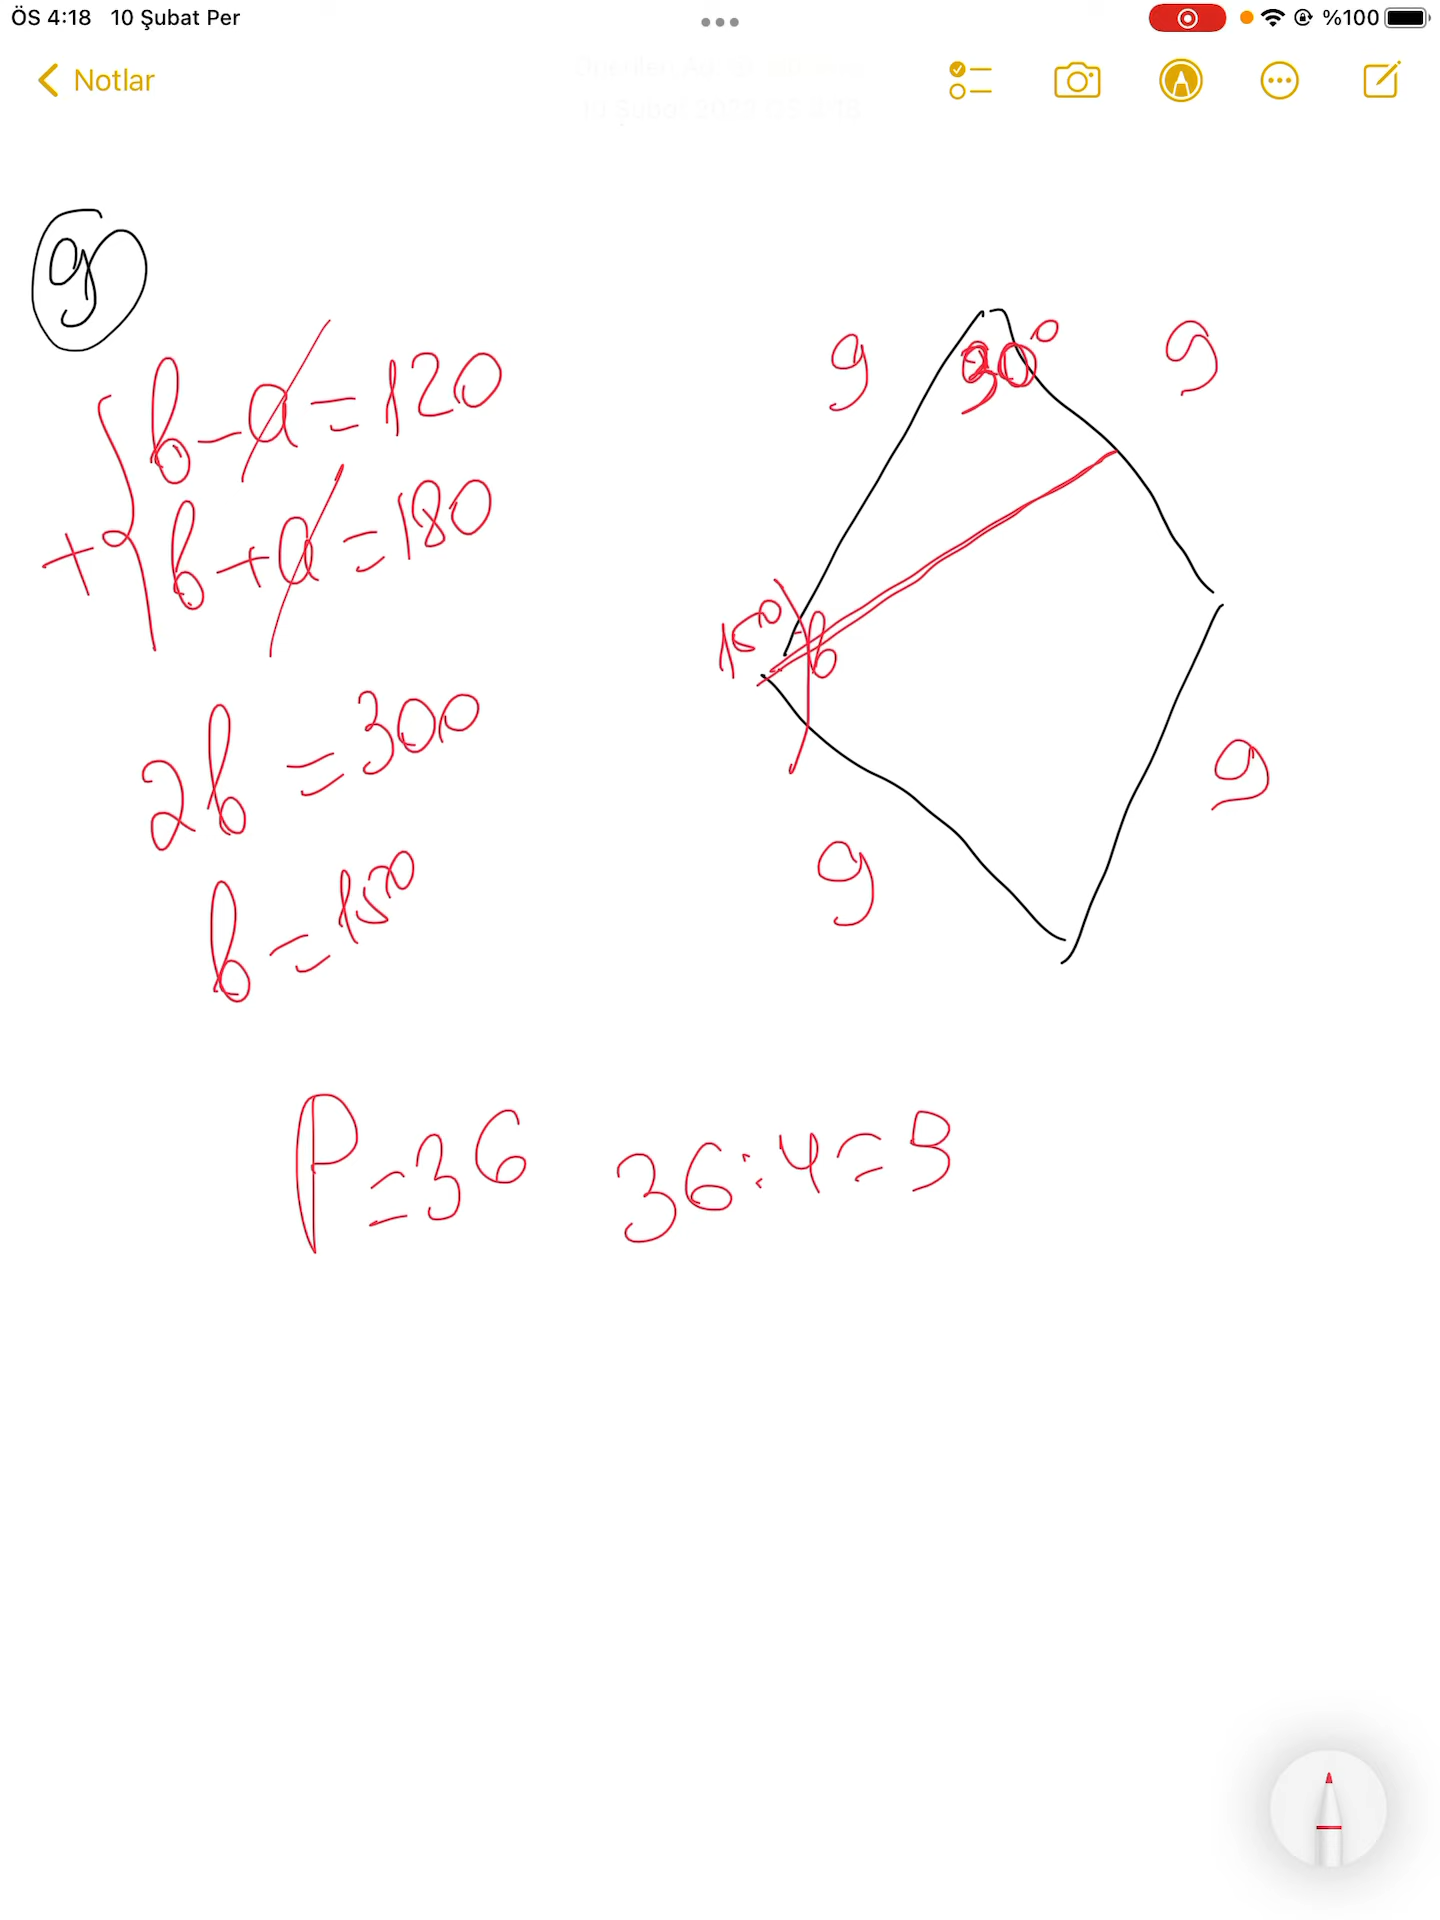 ÖS 4:18 10 Şubat Per
%100
Notlar
9
b-a=120
+
b+a=180
2b=300
b=150
9
30°
9
150
b
9
9
P=36
36:4=9